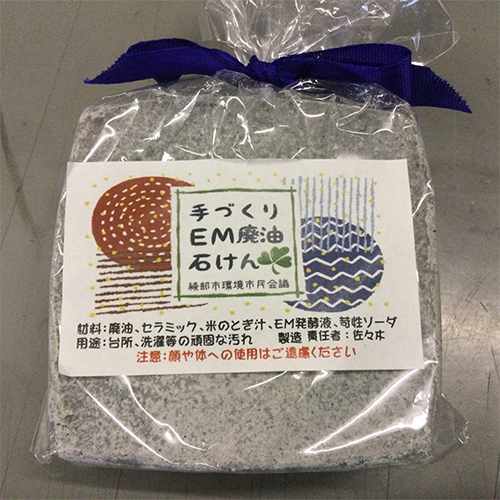 手づくり
EM廃油
石けん
綾部市環境市民会議
材料:廃油、セラミック、米のとぎ汁、EM発酵液、苛性ソーダ
用途:台所、洗濯等の頑固な汚れ 製造 責任者:佐々木
注意:顔や体への使用はご遠慮ください